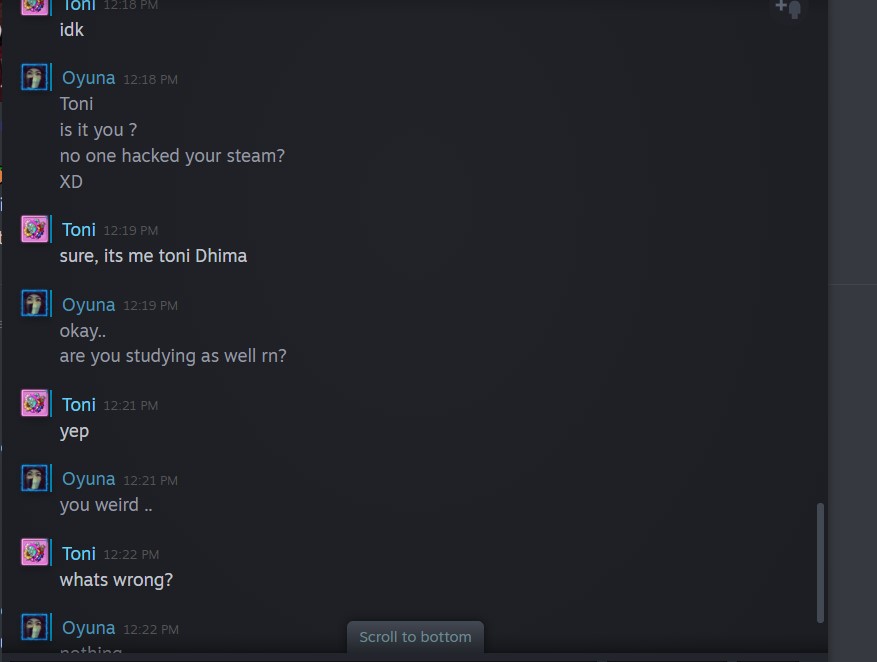 Toni 12:18 PM
idk
Oyuna 12:18 PM
Toni
is it you ?
no one hacked your steam?
XD
Toni 12:19 PM
sure, its me toni Dhima
Oyuna 12:19 PM
okay..
are you studying as well rn?
Toni 12:21 PM
yep
Oyuna 12:21 PM
you weird ..
Toni 12:22 PM
whats wrong?
Oyuna 12:22 PM
nothing
Scroll to bottom